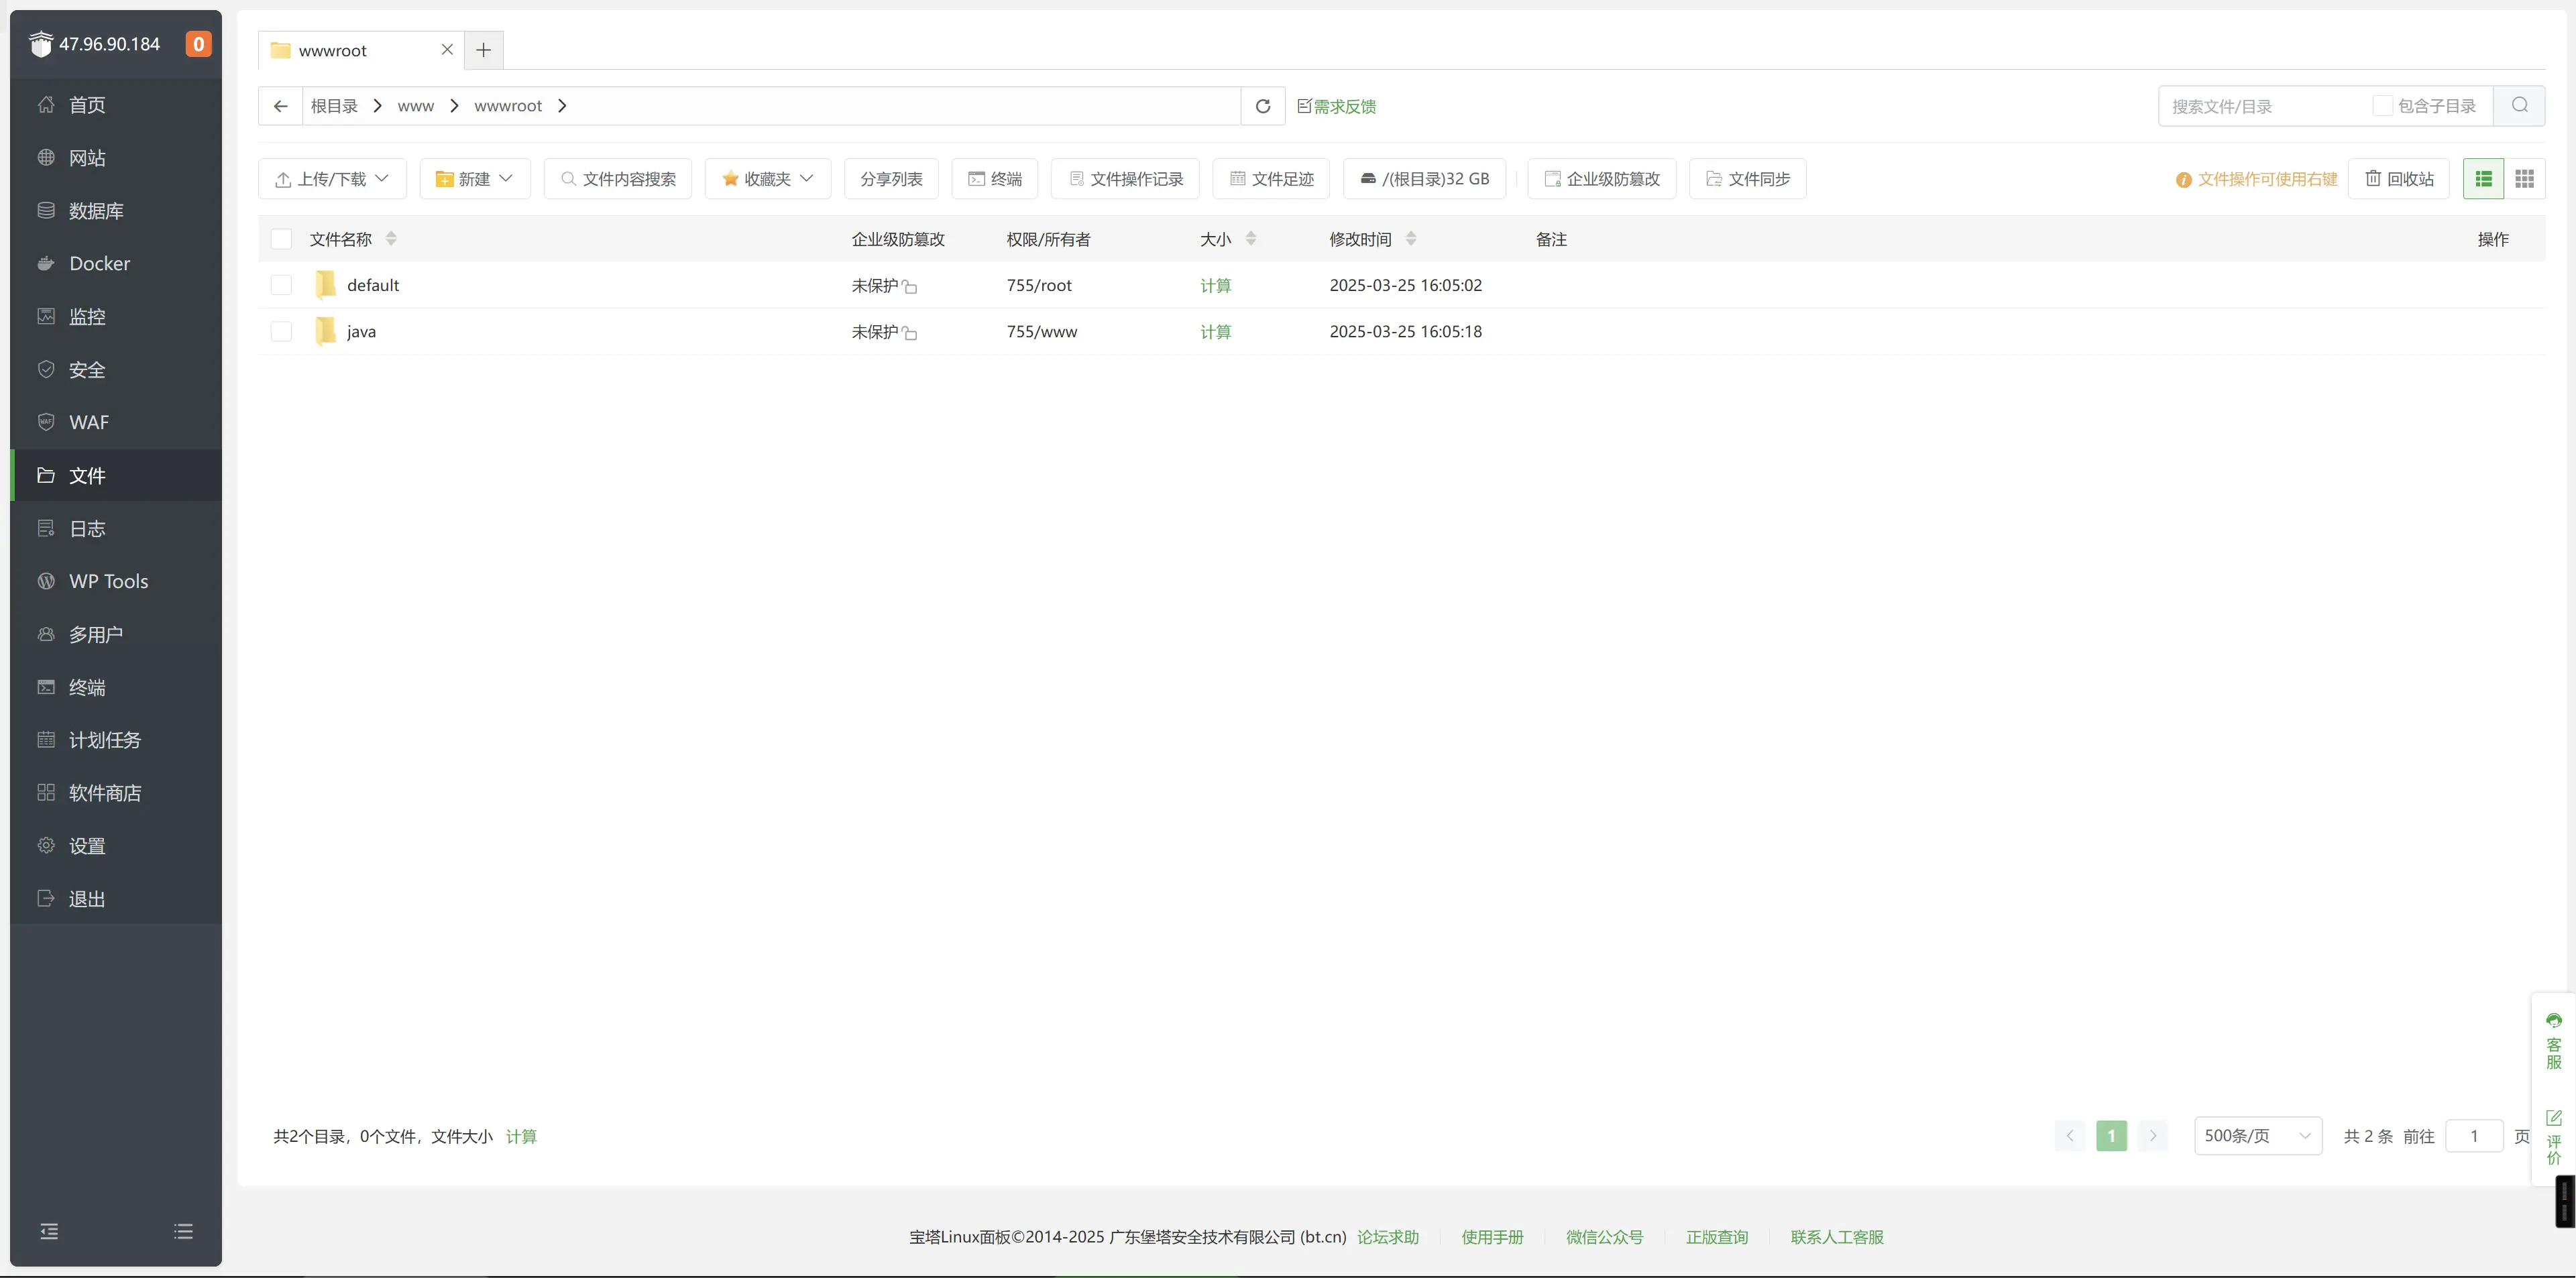 47.96.90.184 0
首页
网站
数据库
Docker
监控
安全
WAF
文件
日志
WP Tools
多用户
终端
计划任务
软件商店
设置
退出
wwwroot
根目录 www wwwroot 需求反馈 搜索文件/目录 包含子目录
上传/下载 新建 文件内容搜索 收藏夹 分享列表 终端 文件操作记录 文件足迹 /(根目录)32 GB 企业级防篡改 文件同步 文件操作可使用右键 回收站
文件名称 企业级防篡改 权限/所有者 大小 修改时间 备注 操作
default 未保护 755/root 计算 2025-03-25 16:05:02
java 未保护 755/www 计算 2025-03-25 16:05:18
共2个目录，0个文件，文件大小 计算 1 500条/页 共 2 条 前往 1 页
客服
评价
宝塔Linux面板©2014-2025 广东堡塔安全技术有限公司 (bt.cn) 论坛求助 使用手册 微信公众号 正版查询 联系人工客服